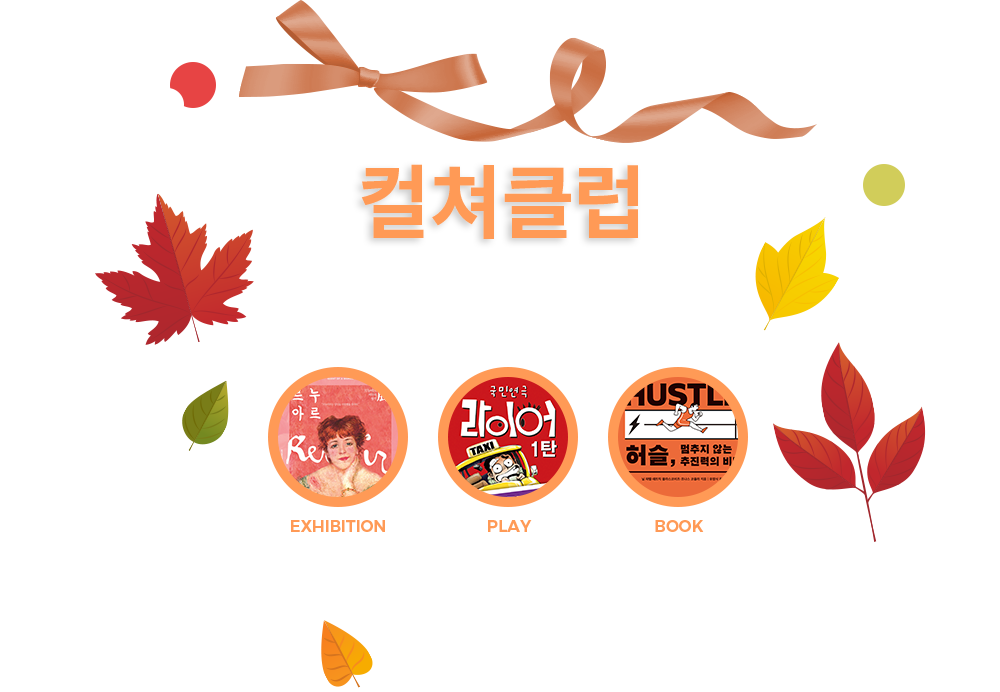 컬쳐클럽
르누
아르
Renoir
국민연극
라이어
1탄
TAXI
HUSTLE
허슬, 멈추지 않는
추진력의 비
EXHIBITION
PLAY
BOOK